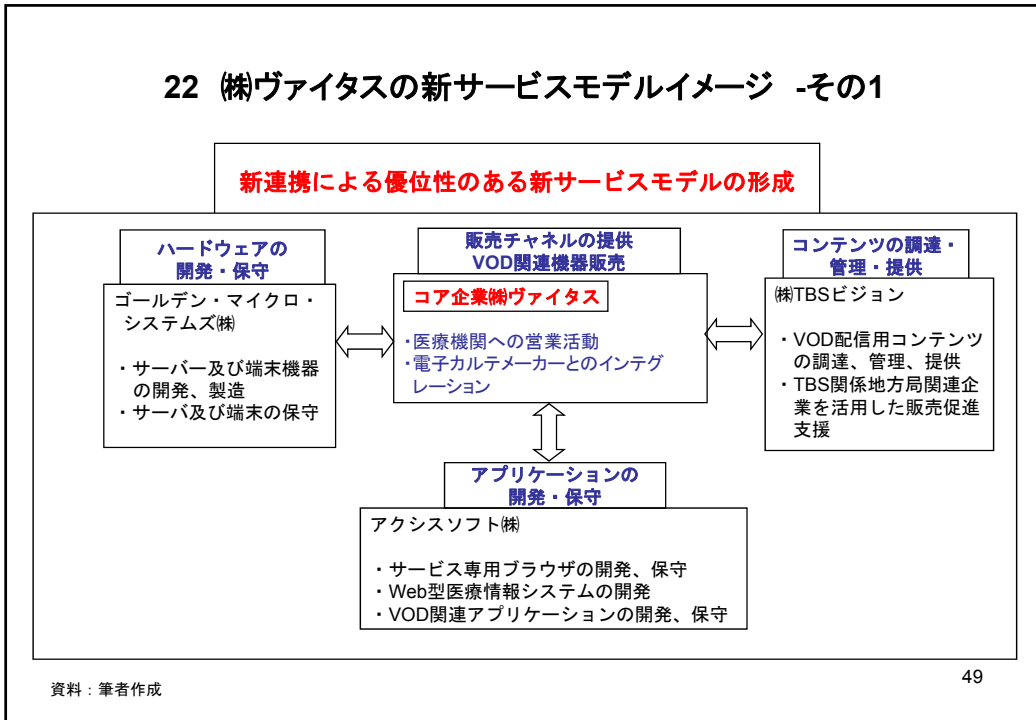 22 ㈱ヴァイタスの新サービスモデルイメージ -その1
新連携による優位性のある新サービスモデルの形成
ハードウェアの
開発・保守
ゴールデン・マイクロ・
システムズ㈱
・サーバー及び端末機器
の開発、製造
・サーバ及び端末の保守
販売チャネルの提供
VOD関連機器販売
コア企業㈱ヴァイタス
・医療機関への営業活動
・電子カルテメーカーとのインテグ
レーション
コンテンツの調達・
管理・提供
㈱TBSビジョン
・VOD配信用コンテンツ
の調達、管理、提供
・TBS関係地方局関連企
業を活用した販売促進
支援
アプリケーションの
開発・保守
アクシスソフト㈱
・サービス専用ブラウザの開発、保守
・Web型医療情報システムの開発
・VOD関連アプリケーションの開発、保守
資料：筆者作成
49